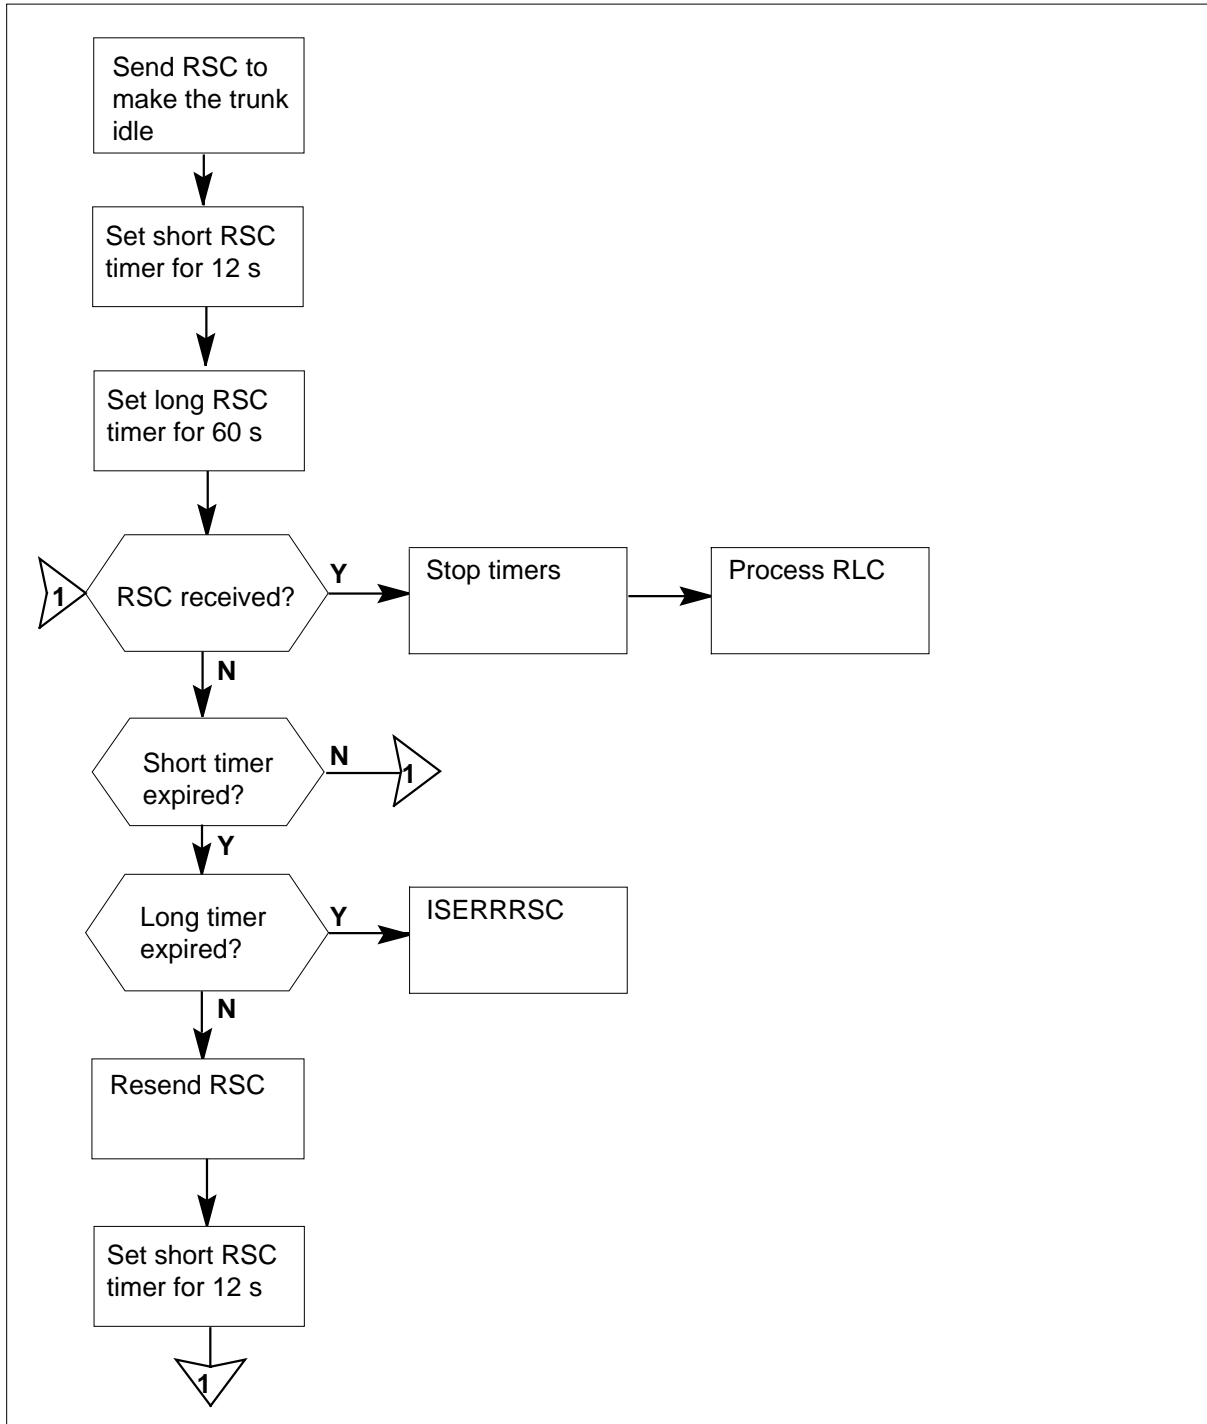 Send RSC to
make the trunk
idle
Set short RSC
timer for 12 s
Set long RSC
timer for 60 s
1
RSC received?
Y
Stop timers
Process RLC
N
Short timer
expired?
N
1
Y
Long timer
expired?
Y
ISERRRSC
N
Resend RSC
Set short RSC
timer for 12 s
1